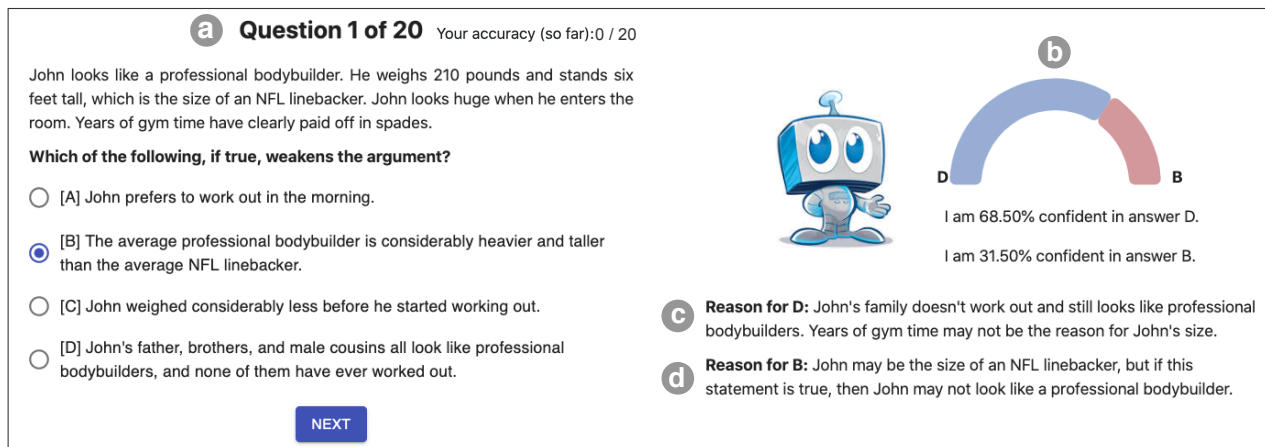 a Question 1 of 20 Your accuracy (so far):0 / 20
John looks like a professional bodybuilder. He weighs 210 pounds and stands six
feet tall, which is the size of an NFL linebacker. John looks huge when he enters the
room. Years of gym time have clearly paid off in spades.
Which of the following, if true, weakens the argument?
[A] John prefers to work out in the morning.
[B] The average professional bodybuilder is considerably heavier and taller
than the average NFL linebacker.
[C] John weighed considerably less before he started working out.
[D] John's father, brothers, and male cousins all look like professional
bodybuilders, and none of them have ever worked out.
NEXT
b
D B
I am 68.50% confident in answer D.
I am 31.50% confident in answer B.
c Reason for D: John's family doesn't work out and still looks like professional
bodybuilders. Years of gym time may not be the reason for John's size.
d Reason for B: John may be the size of an NFL linebacker, but if this
statement is true, then John may not look like a professional bodybuilder.